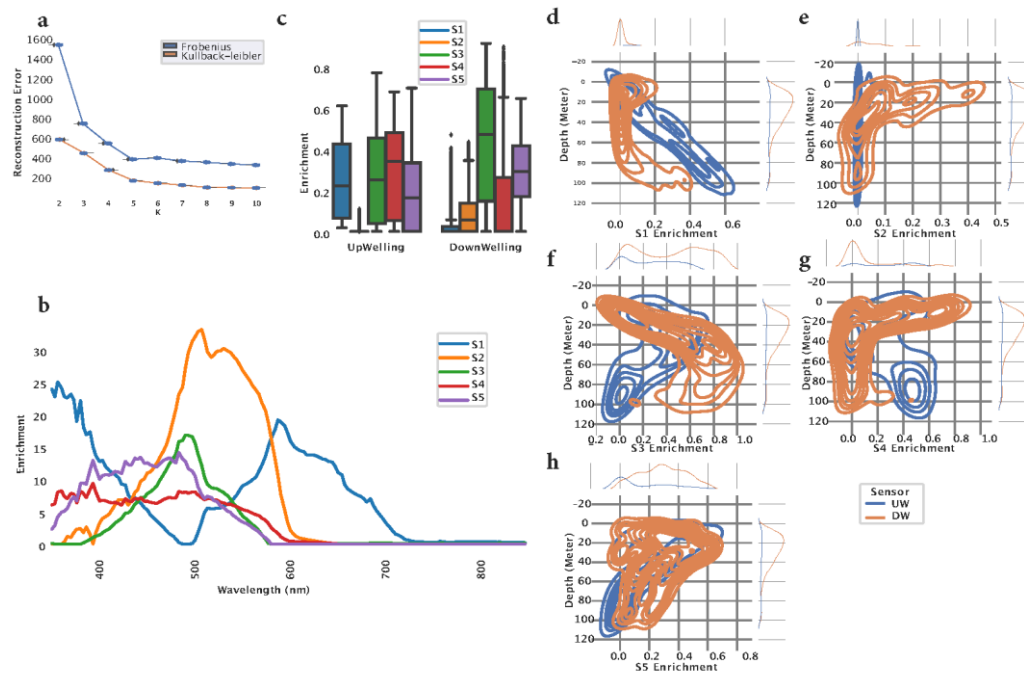 a
1600
1400
1200
1000
800
600
400
200
Reconstruction Error
2 3 4 5 6 7 8 9 10
K
Frobenius
Kullback-leibler
c
S1
S2
S3
S4
S5
0.8
0.6
0.4
0.2
0.0
Enrichment
UpWelling DownWelling
d
-20
0
20
40
60
80
100
120
Depth (Meter)
0.0 0.2 0.4 0.6
S1 Enrichment
e
-20
0
20
40
60
80
100
120
Depth (Meter)
0.0 0.1 0.2 0.3 0.4 0.5
S2 Enrichment
b
30
25
20
15
10
5
0
Enrichment
400 500 600 700 800
Wavelength (nm)
S1
S2
S3
S4
S5
f
-20
0
20
40
60
80
100
120
Depth (Meter)
0.2 0.0 0.2 0.4 0.6 0.8 1.0
S3 Enrichment
g
-20
0
20
40
60
80
100
120
Depth (Meter)
0.0 0.2 0.4 0.6 0.8 1.0
S4 Enrichment
h
-20
0
20
40
60
80
100
120
Depth (Meter)
0.0 0.2 0.4 0.6 0.8
S5 Enrichment
Sensor
UW
DW